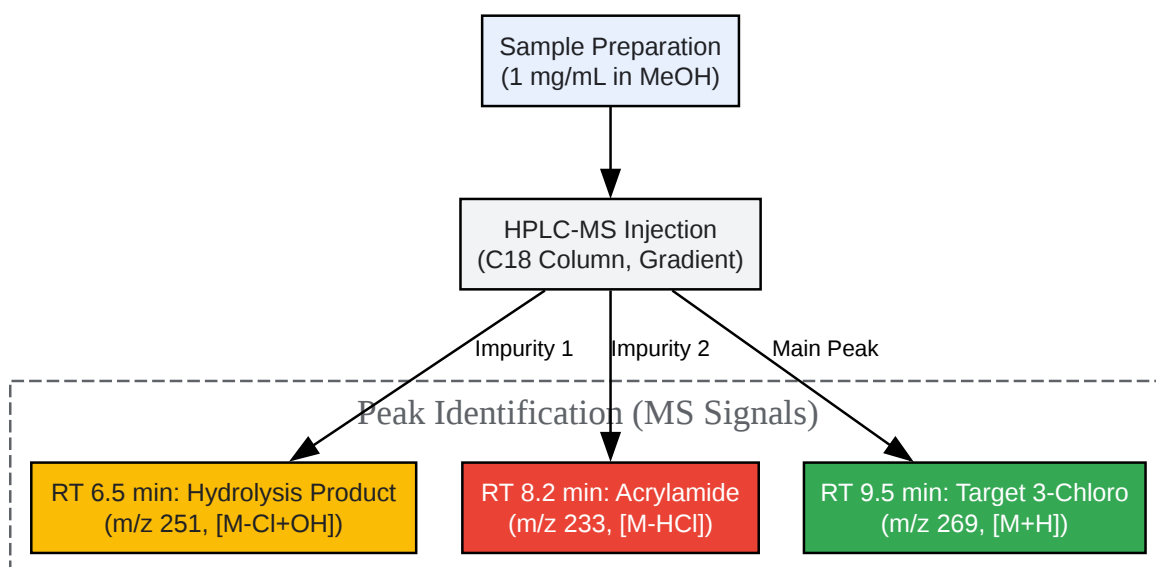 Sample Preparation
(1 mg/mL in MeOH)
HPLC-MS Injection
(C18 Column, Gradient)
Impurity 1
Impurity 2
Main Peak
Peak Identification (MS Signals)
RT 6.5 min: Hydrolysis Product
(m/z 251, [M-Cl+OH])
RT 8.2 min: Acrylamide
(m/z 233, [M-HCl])
RT 9.5 min: Target 3-Chloro
(m/z 269, [M+H])